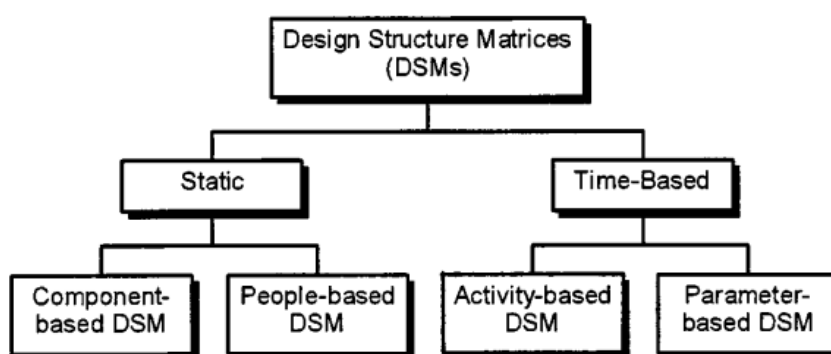 Design Structure Matrices
(DSMs)
Static
Time-Based
Component-
based DSM
People-based
DSM
Activity-based
DSM
Parameter-
based DSM